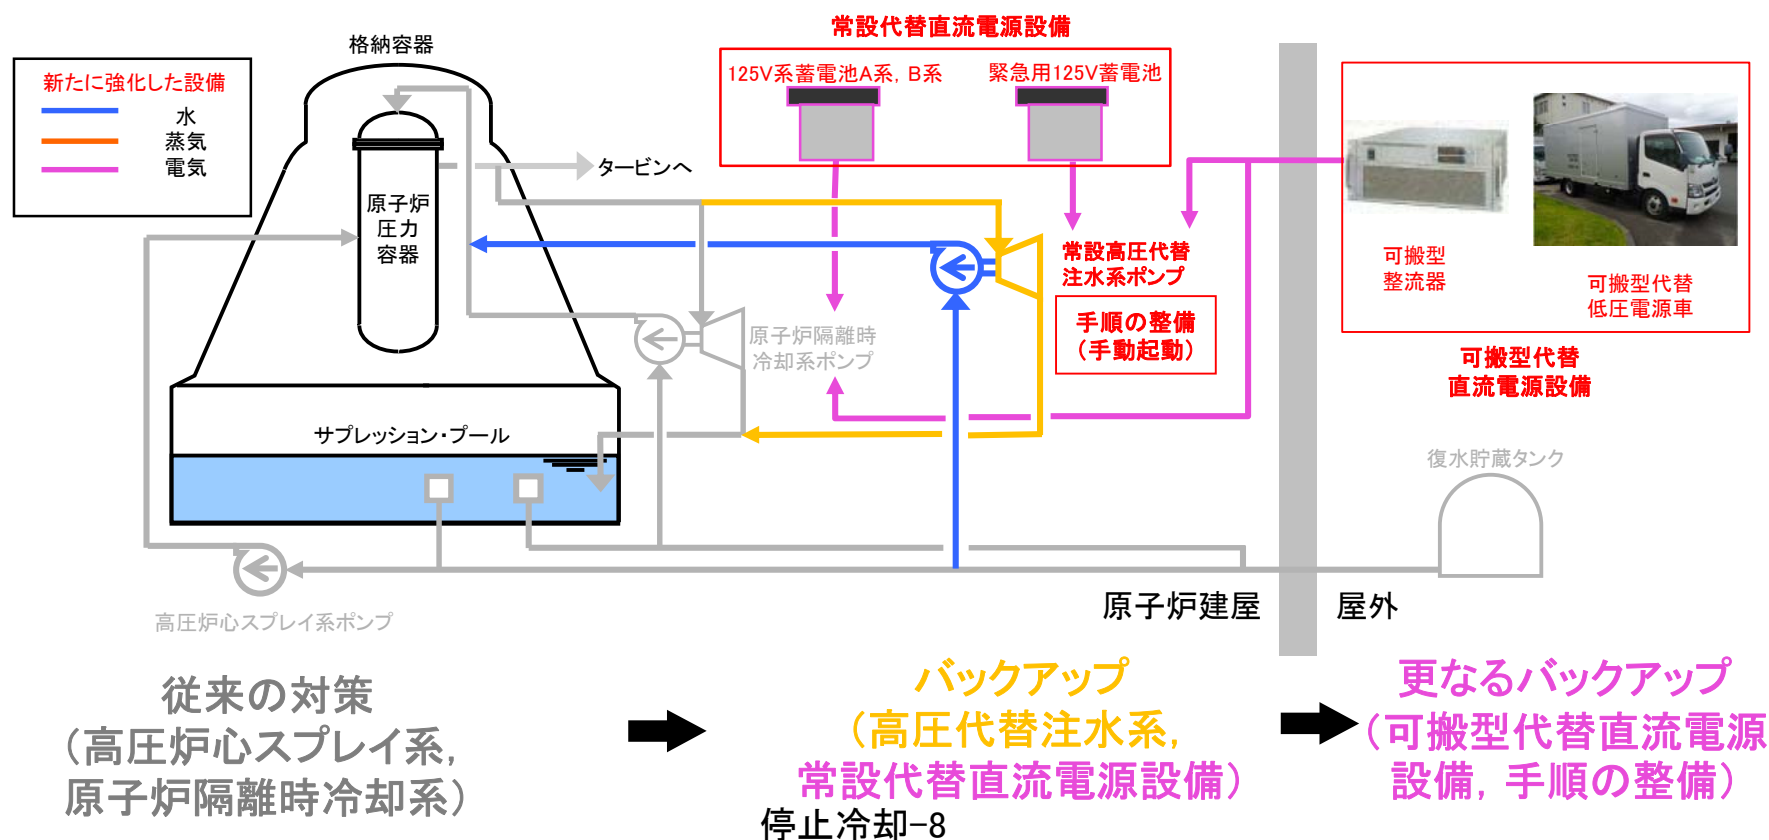 常設代替直流電源設備
格納容器
125V系蓄電池A系，B系
緊急用125V蓄電池
新たに強化した設備
水
蒸気
電気
タービンへ
原子炉
圧力
容器
常設高圧代替
注水系ポンプ
手順の整備
（手動起動）
原子炉隔離時
冷却系ポンプ
可搬型
整流器
可搬型代替
低圧電源車
可搬型代替
直流電源設備
サプレッション・プール
復水貯蔵タンク
高圧炉心スプレイ系ポンプ
原子炉建屋
屋外
従来の対策
（高圧炉心スプレイ系，
原子炉隔離時冷却系）
バックアップ
（高圧代替注水系，
常設代替直流電源設備）
更なるバックアップ
（可搬型代替直流電源
設備，手順の整備）
停止冷却-8